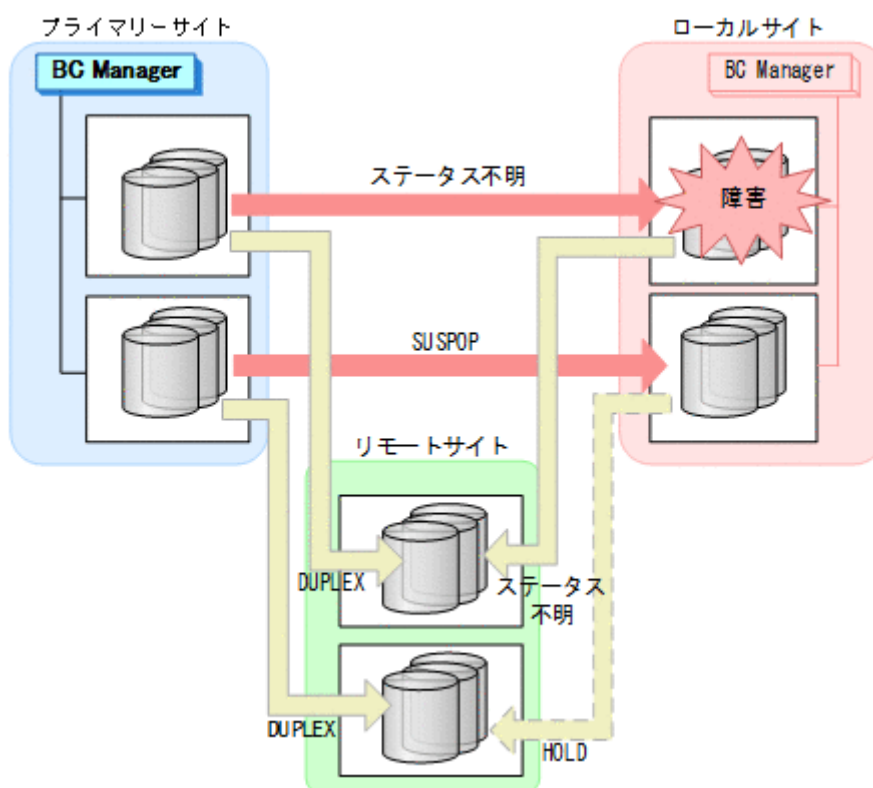 プライマリーサイト
ローカルサイト
BC Manager
BC Manager
ステータス不明
障害
SUSPOP
リモートサイト
DUPLEX
ステータス
不明
DUPLEX
HOLD